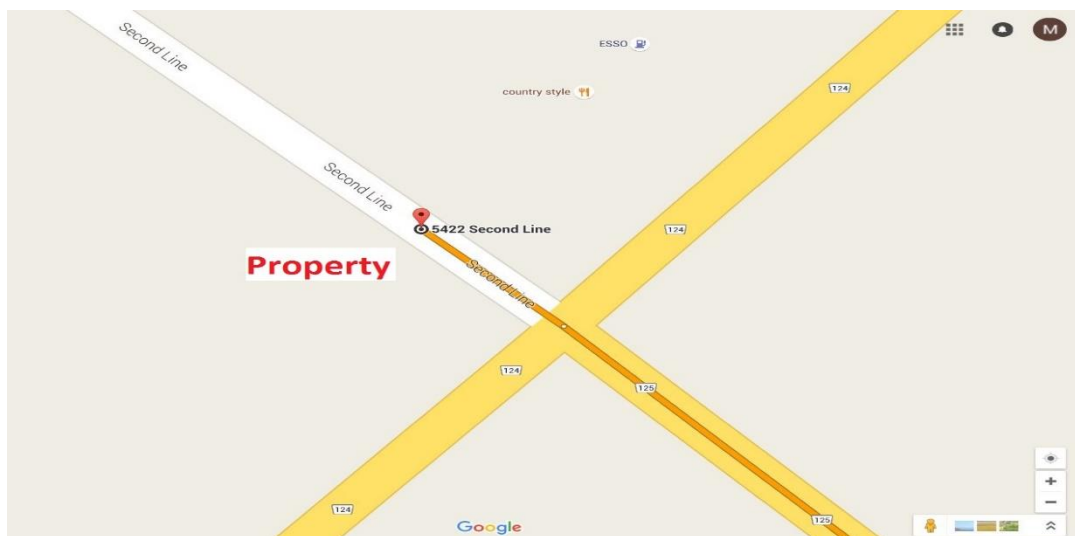 Second Line
ESSO
M
124
country style
Second Line
5422 Second Line
124
Property
Second Line
124
125
124
Google
125